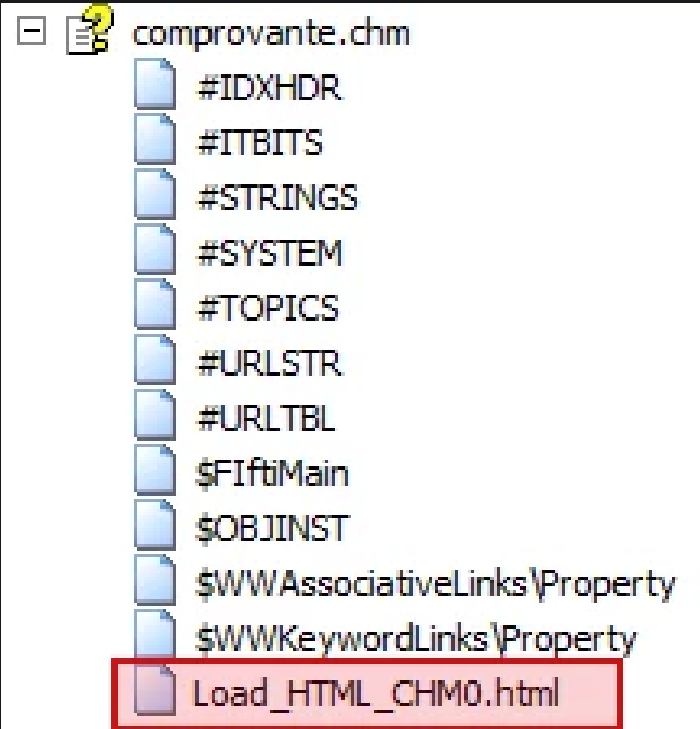 comprovante.chm
#IDXHDR
#ITBITS
#STRINGS
#SYSTEM
#TOPICS
#URLSTR
#URLTBL
$FIftiMain
$OBJINST
$WWAssociativeLinks\Property
$WWKeywordLinks\Property
Load_HTML_CHM0.html